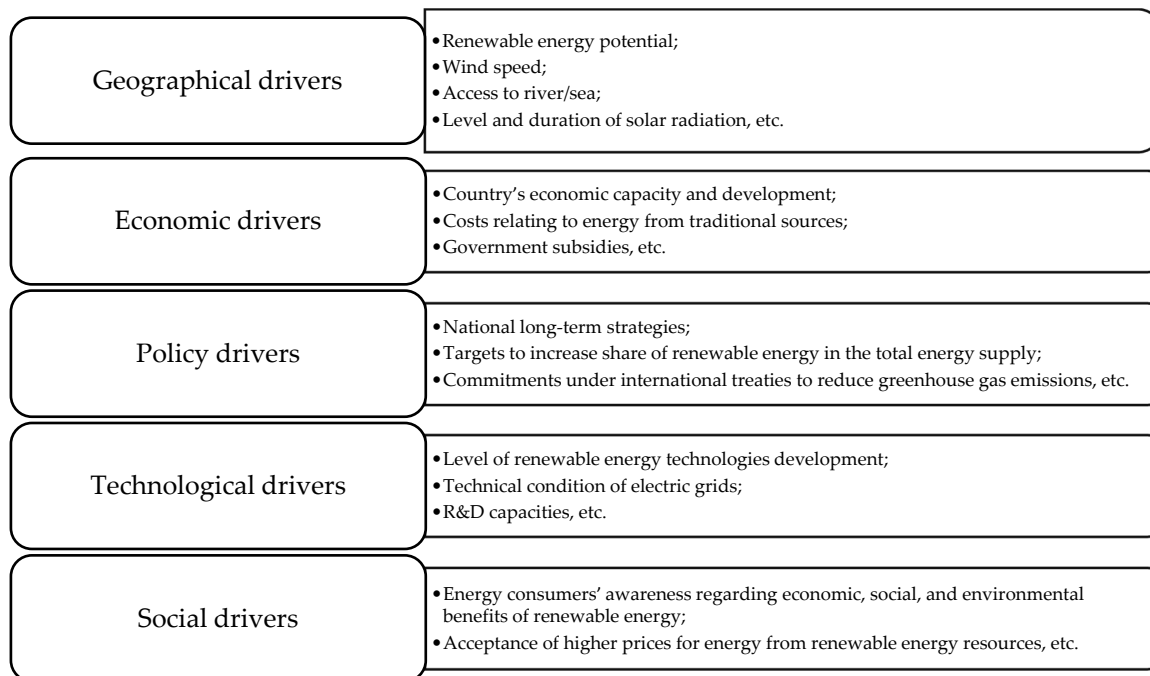 Geographical drivers
•Renewable energy potential;
•Wind speed;
•Access to river/sea;
•Level and duration of solar radiation, etc.
Economic drivers
•Country’s economic capacity and development;
•Costs relating to energy from traditional sources;
•Government subsidies, etc.
Policy drivers
•National long-term strategies;
•Targets to increase share of renewable energy in the total energy supply;
•Commitments under international treaties to reduce greenhouse gas emissions, etc.
Technological drivers
•Level of renewable energy technologies development;
•Technical condition of electric grids;
•R&D capacities, etc.
Social drivers
•Energy consumers’ awareness regarding economic, social, and environmental
benefits of renewable energy;
•Acceptance of higher prices for energy from renewable energy resources, etc.